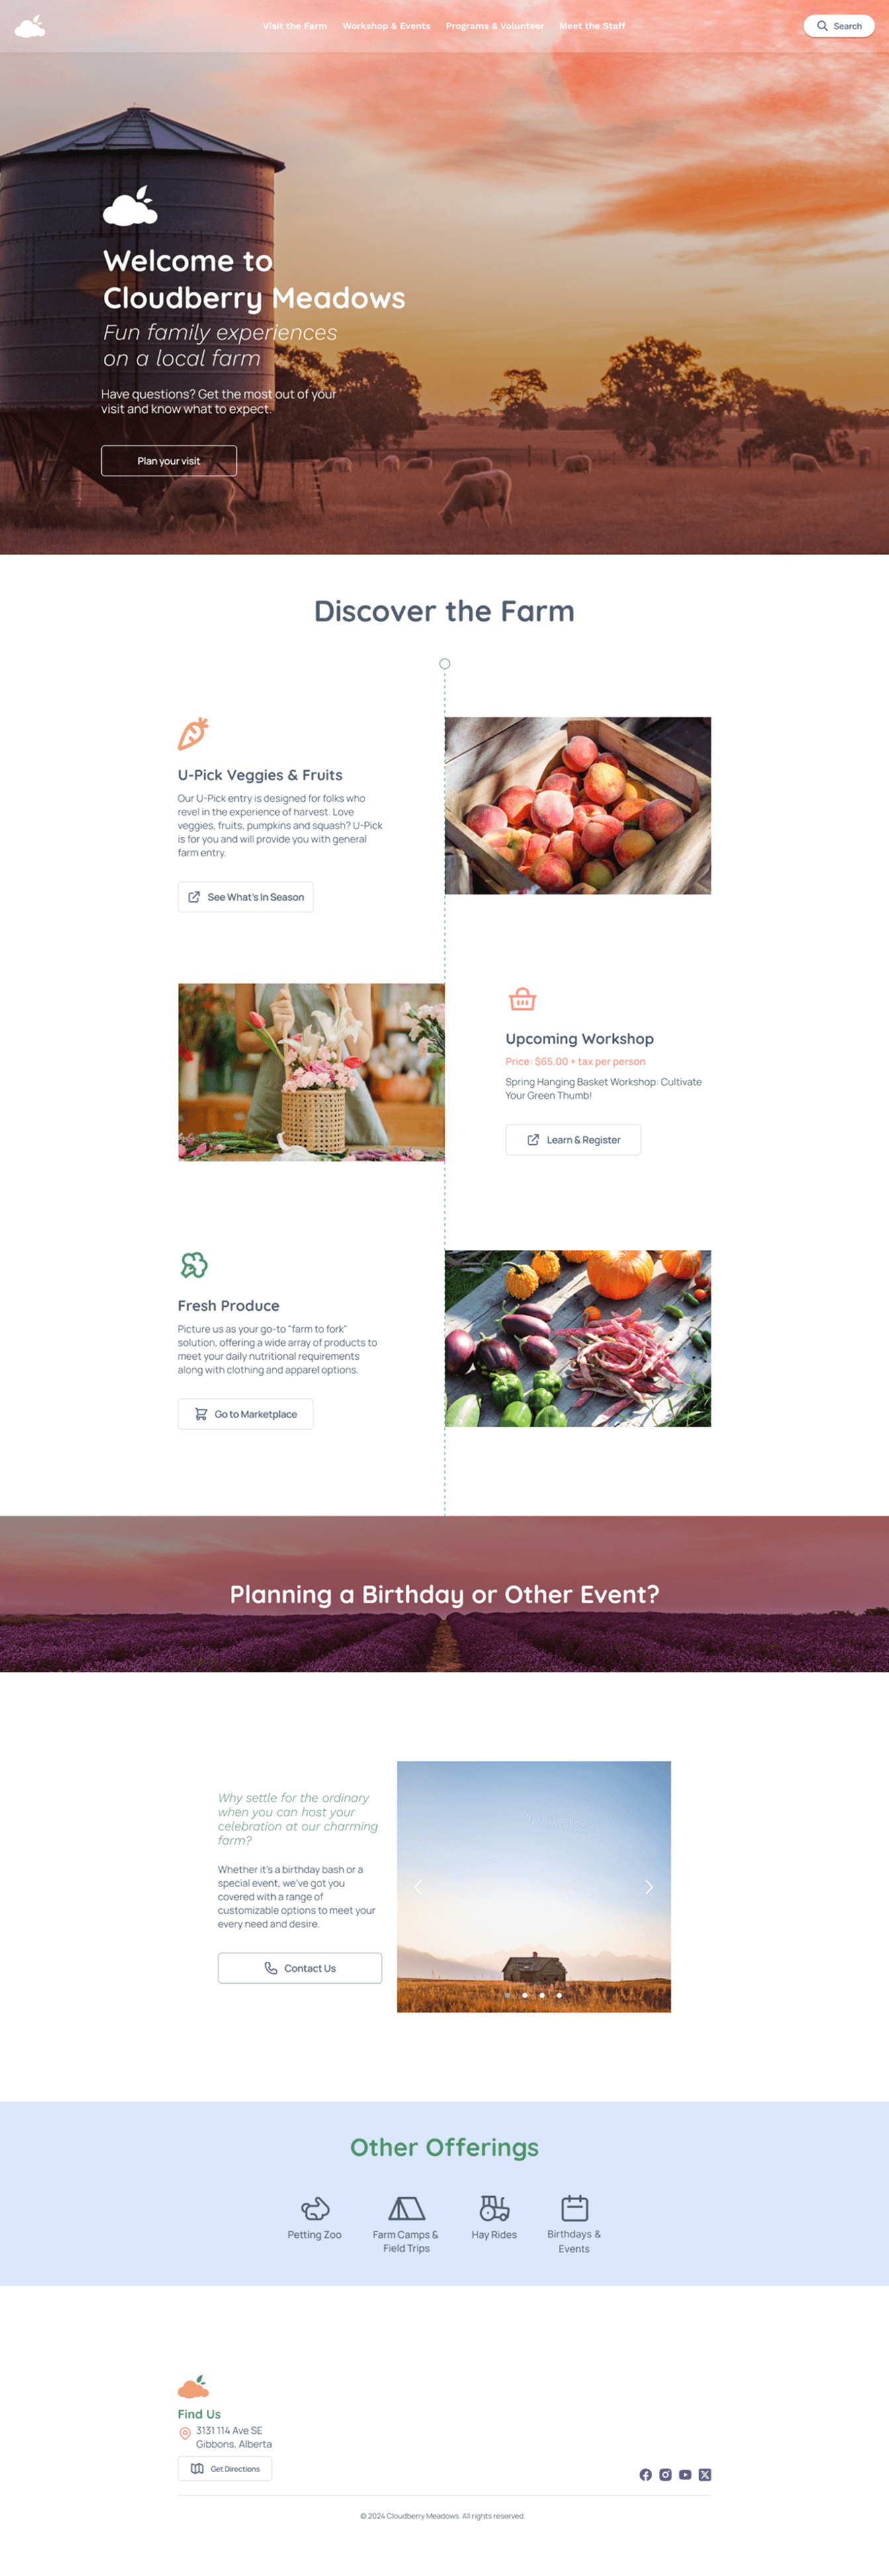 Visit the Farm
Workshop & Events
Programs & Volunteer
Meet the Staff
Search
Welcome to
Cloudberry Meadows
Fun family experiences
on a local farm
Have questions? Get the most out of your
visit and know what to expect.
Plan your visit
Discover the Farm
U-Pick Veggies & Fruits
Our U-Pick entry is designed for folks who
revel in the experience of harvest. Love
veggies, fruits, pumpkins and squash? U-Pick
is for you and will provide you with general
farm entry.
See What's In Season
Upcoming Workshop
Price: $65.00 + tax per person
Spring Hanging Basket Workshop: Cultivate
Your Green Thumb!
Learn & Register
Fresh Produce
Picture us as your go-to "farm to fork"
solution, offering a wide array of products to
meet your daily nutritional requirements
along with clothing and apparel options.
Go to Marketplace
Planning a Birthday or Other Event?
Why settle for the ordinary
when you can host your
celebration at our charming
farm?
Whether it's a birthday bash or a
special event, we've got you
covered with a range of
customizable options to meet your
every need and desire.
Contact Us
Other Offerings
Petting Zoo
Farm Camps &
Field Trips
Hay Rides
Birthdays &
Events
Find Us
3131 114 Ave SE
Gibbons, Alberta
Get Directions
© 2024 Cloudberry Meadows. All rights reserved.